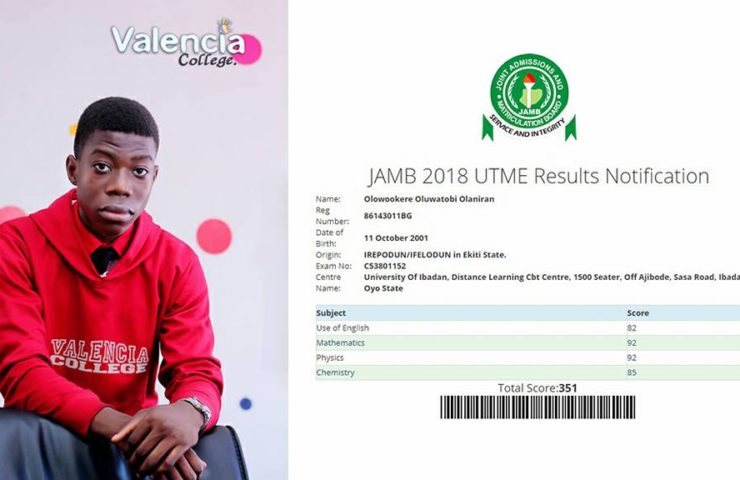 Valencia
College.
VALENCIA
COLLEGE
JOINT ADMISSIONS AND
MATRICULATION BOARD
JAMB
SERVICE AND INTEGRITY
JAMB 2018 UTME Results Notification
Name: Olowookere Oluwatobi Olaniran
Reg
Number: 86143011BG
Date of
Birth: 11 October 2001
Origin: IREPODUN/IFELODUN in Ekiti State.
Exam No: C53801152
Centre University Of Ibadan, Distance Learning Cbt Centre, 1500 Seater, Off Ajibode, Sasa Road, Ibada
Name: Oyo State
Subject Score
Use of English 82
Mathematics 92
Physics 92
Chemistry 85
Total Score:351